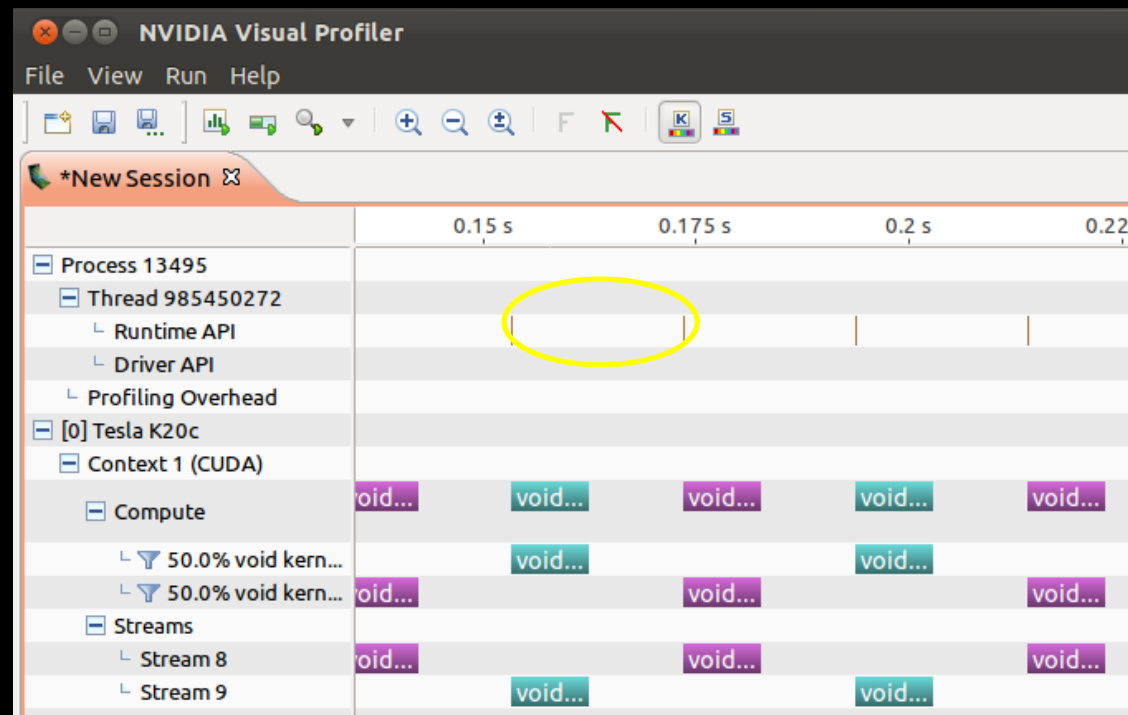 NVIDIA Visual Profiler
File View Run Help
F F K S
*New Session
0.15 s 0.175 s 0.2 s 0.22
Process 13495
Thread 985450272
Runtime API
Driver API
Profiling Overhead
[0] Tesla K20c
Context 1 (CUDA)
Compute void... void... void... void... void...
50.0% void kern... void... void...
50.0% void kern... void... void... void...
Streams
Stream 8 void... void... void...
Stream 9 void... void...